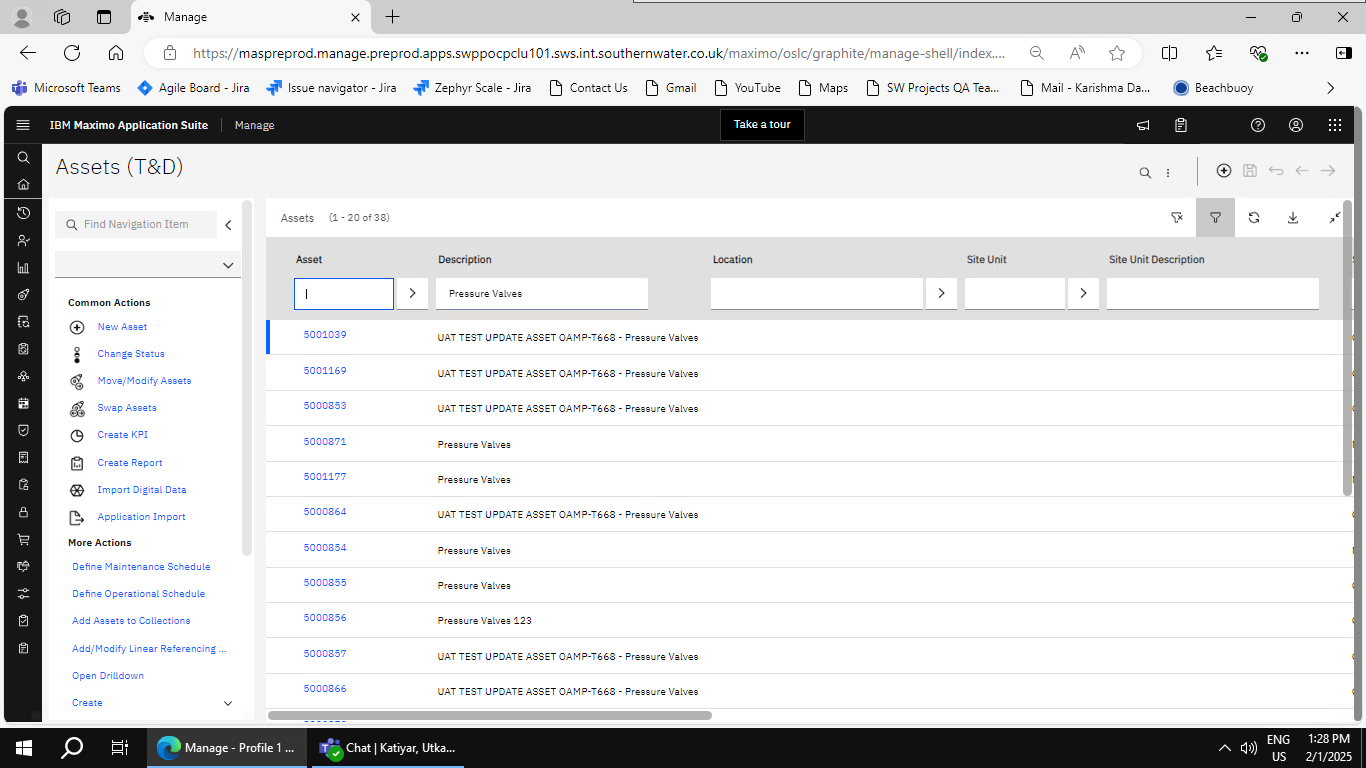 Manage
https://maspreprod.manage.preprod.apps.swppocpclu101.sws.int.southernwater.co.uk/maximo/oslc/graphite/manage-shell/index....
Microsoft Teams Agile Board - Jira Issue navigator - Jira Zephyr Scale - Jira Contact Us Gmail YouTube Maps SW Projects QA Tea... Mail - Karishma Da... Beachbuoy
IBM Maximo Application Suite Manage Take a tour
Assets (T&D)
Find Navigation Item
Common Actions
New Asset
Change Status
Move/Modify Assets
Swap Assets
Create KPI
Create Report
Import Digital Data
Application Import
More Actions
Define Maintenance Schedule
Define Operational Schedule
Add Assets to Collections
Add/Modify Linear Referencing ...
Open Drilldown
Create
Assets (1 - 20 of 38)
Asset Description Location Site Unit Site Unit Description
Pressure Valves
5001039 UAT TEST UPDATE ASSET OAMP-T668 - Pressure Valves
5001169 UAT TEST UPDATE ASSET OAMP-T668 - Pressure Valves
5000853 UAT TEST UPDATE ASSET OAMP-T668 - Pressure Valves
5000871 Pressure Valves
5001177 Pressure Valves
5000864 UAT TEST UPDATE ASSET OAMP-T668 - Pressure Valves
5000854 Pressure Valves
5000855 Pressure Valves
5000856 Pressure Valves 123
5000857 UAT TEST UPDATE ASSET OAMP-T668 - Pressure Valves
5000866 UAT TEST UPDATE ASSET OAMP-T668 - Pressure Valves
Manage - Profile 1 ... Chat | Katiyar, Utka...
ENG
US
1:28 PM
2/1/2025